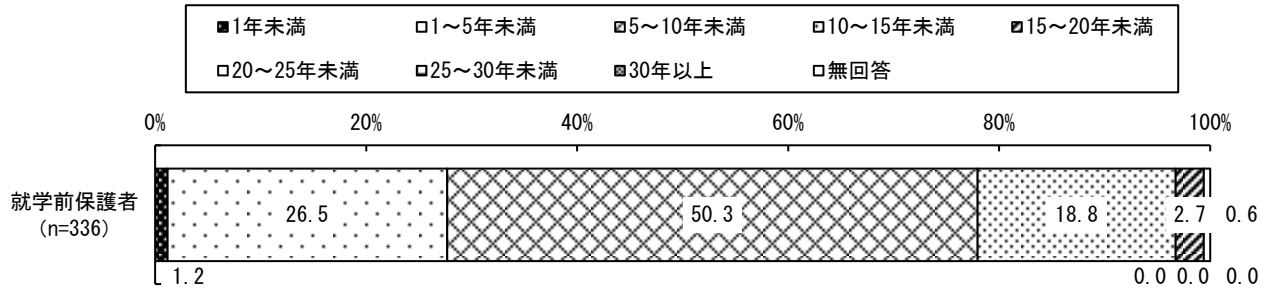 ■1年未満 □1～5年未満 ■5～10年未満 □10～15年未満 ■15～20年未満
□20～25年未満 □25～30年未満 ■30年以上 □無回答
0% 20% 40% 60% 80% 100%
就学前保護者
(n=336)
26.5 50.3 18.8 2.7 0.6
1.2 0.0 0.0 0.0